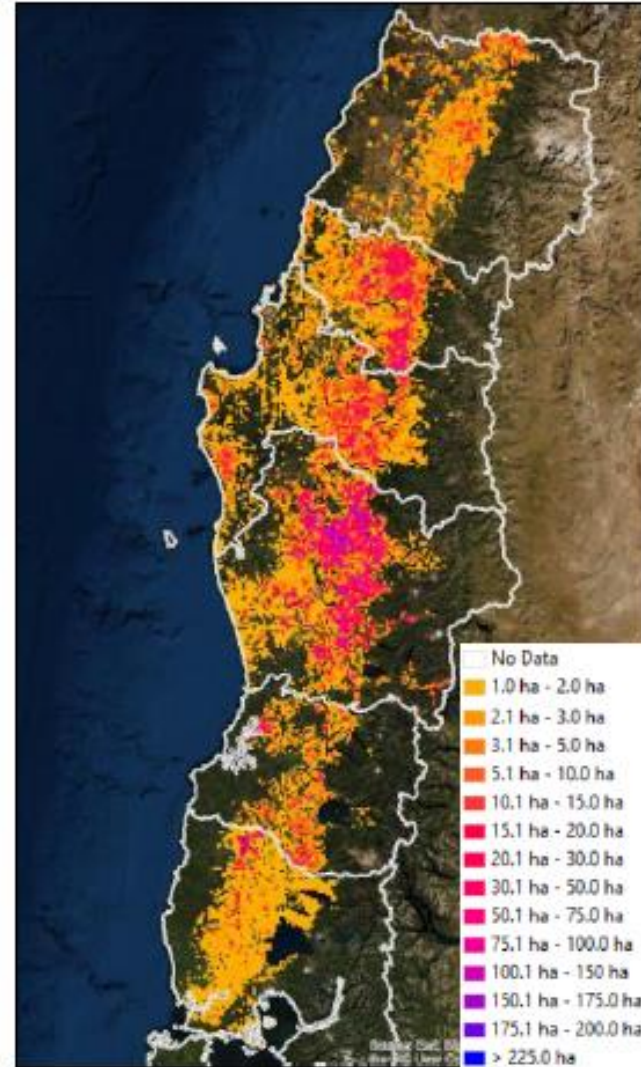 No Data
1.0 ha - 2.0 ha
2.1 ha - 3.0 ha
3.1 ha - 5.0 ha
5.1 ha - 10.0 ha
10.1 ha - 15.0 ha
15.1 ha - 20.0 ha
20.1 ha - 30.0 ha
30.1 ha - 50.0 ha
50.1 ha - 75.0 ha
75.1 ha - 100.0 ha
100.1 ha - 150 ha
150.1 ha - 175.0 ha
175.1 ha - 200.0 ha
> 225.0 ha
Source: Esri,
User